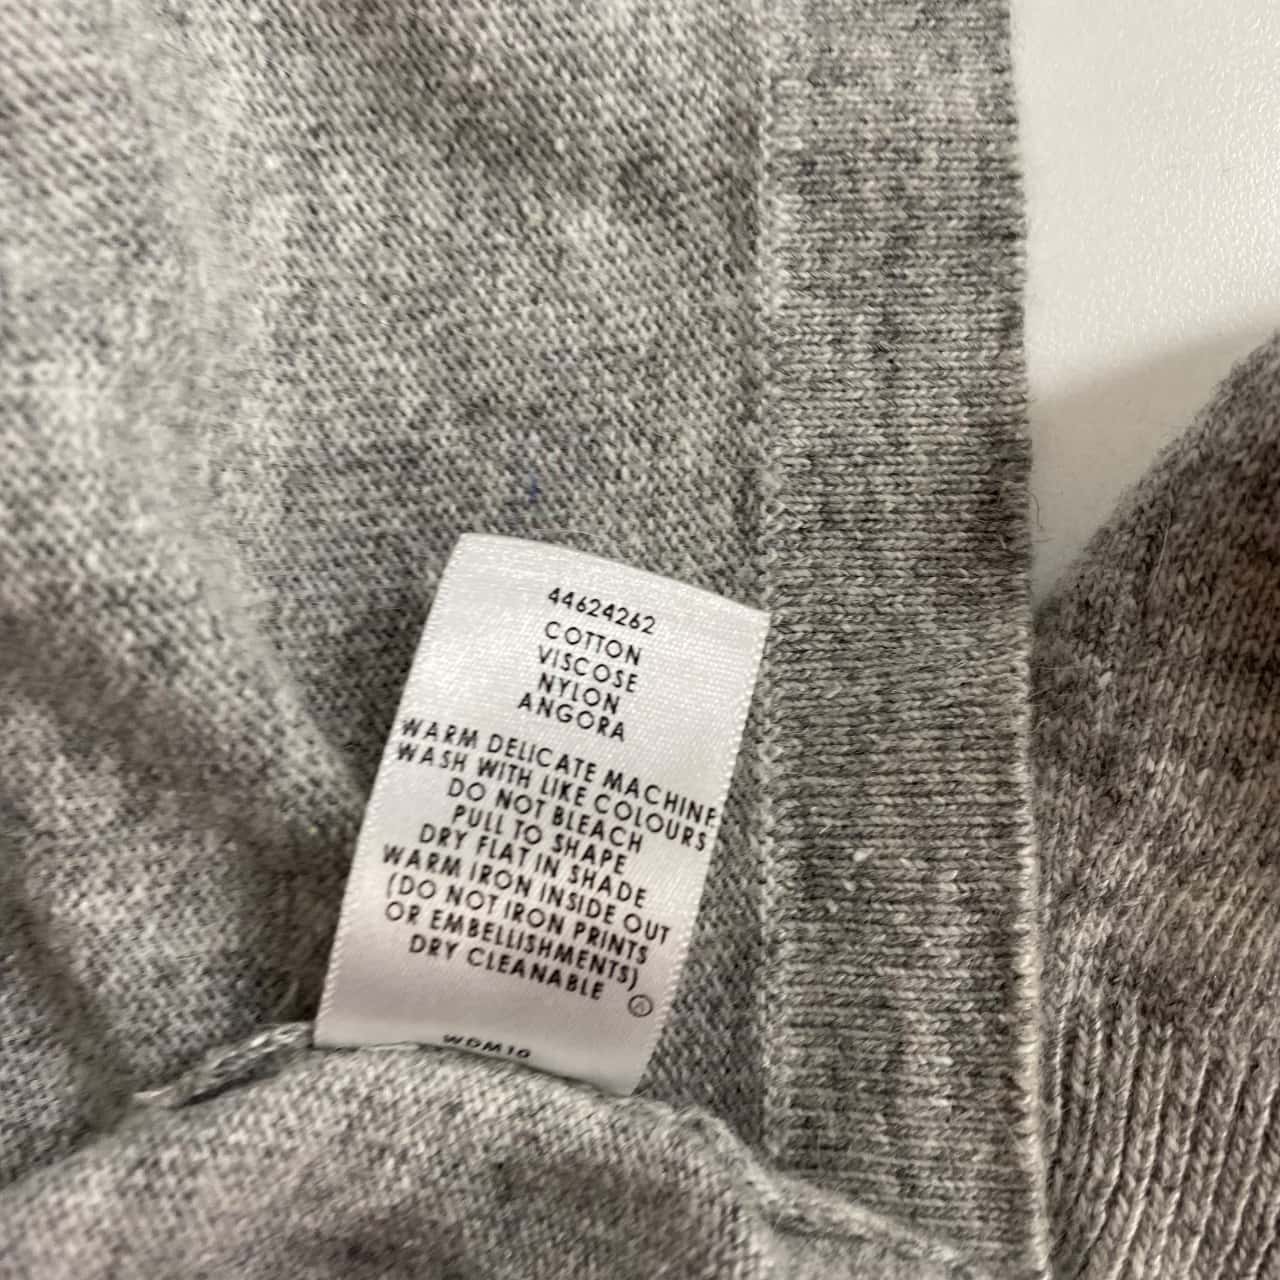 44624262
COTTON
VISCOSE
NYLON
ANGORA
WARM DELICATE MACHINE
WASH WITH LIKE COLOURS
DO NOT BLEACH
PULL TO SHAPE
DRY FLAT IN SHADE
WARM IRON INSIDE OUT
(DO NOT IRON PRINTS
OR EMBELLISHMENTS)
DRY CLEANABLE
WDM10